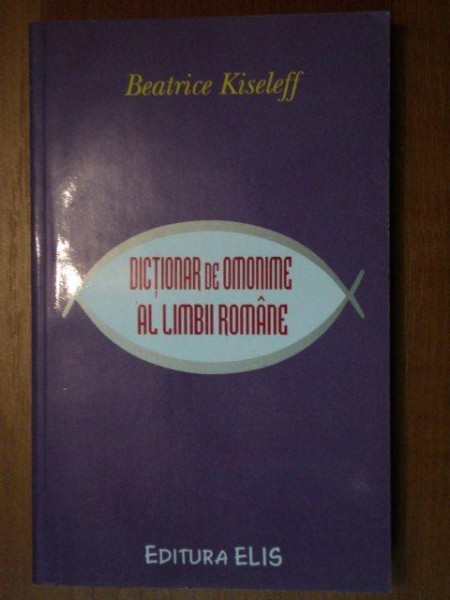 Beatrice Kiseleff
DICȚIONAR DE OMONIME
AL LIMBII ROMÂNE
EDITURA ELIS